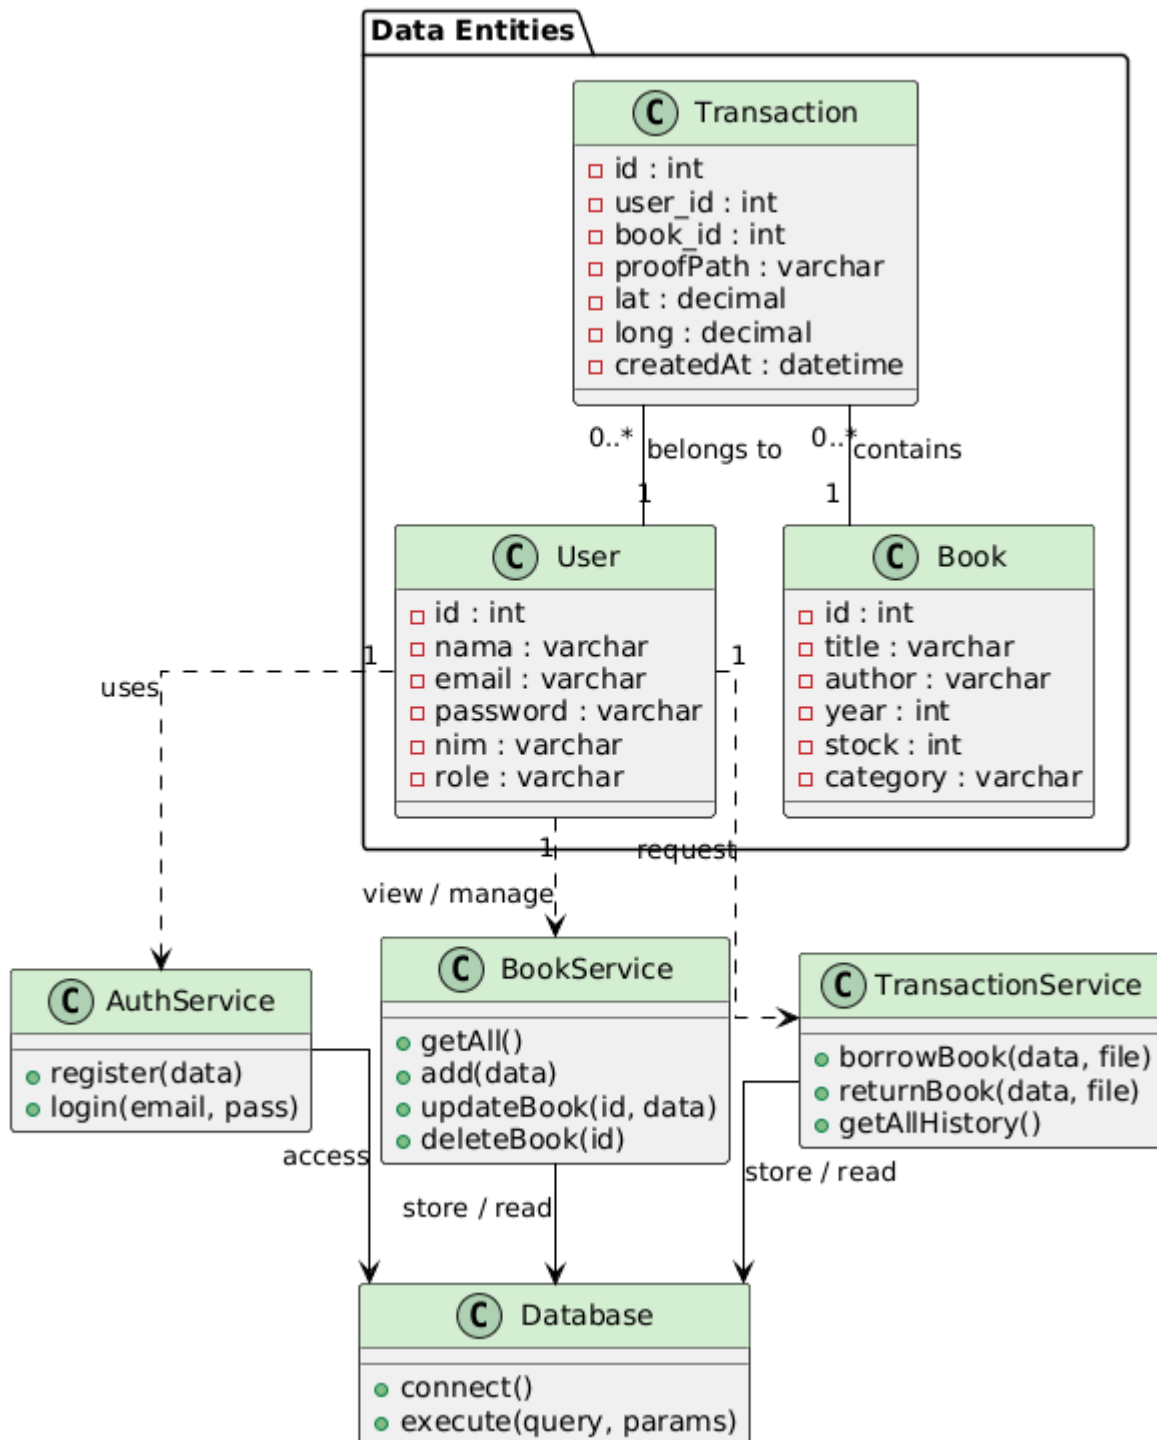 Data Entities
C Transaction
id : int
user_id : int
book_id : int
proofPath : varchar
lat : decimal
long : decimal
createdAt : datetime
0..*
belongs to
1
0..*
contains
1
C User
id : int
nama : varchar
email : varchar
password : varchar
nim : varchar
role : varchar
C Book
id : int
title : varchar
author : varchar
year : int
stock : int
category : varchar
1
uses
1
request
1
view / manage
C AuthService
register(data)
login(email, pass)
C BookService
getAll()
add(data)
updateBook(id, data)
deleteBook(id)
C TransactionService
borrowBook(data, file)
returnBook(data, file)
getAllHistory()
access
store / read
store / read
C Database
connect()
execute(query, params)